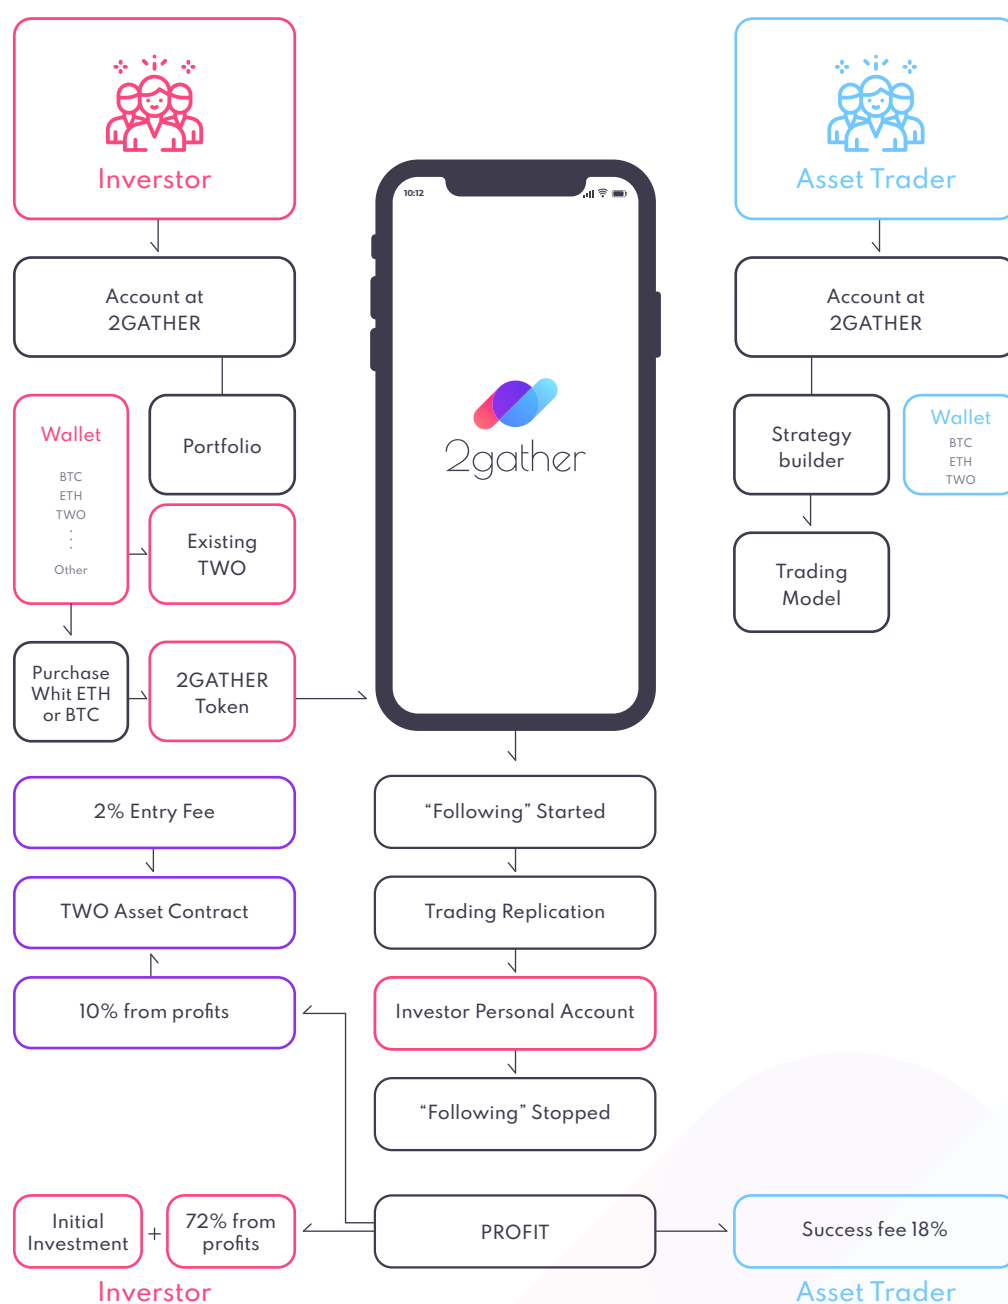 Inverstor
Account at
2GATHER
Wallet
BTC
ETH
TWO
Other
Portfolio
Existing
TWO
Purchase
Whit ETH
or BTC
2GATHER
Token
10:12
2gather
Asset Trader
Account at
2GATHER
Strategy
builder
Wallet
BTC
ETH
TWO
Trading
Model
2% Entry Fee
TWO Asset Contract
10% from profits
“Following” Started
Trading Replication
Investor Personal Account
“Following” Stopped
Initial
Investment
+
72% from
profits
Inverstor
PROFIT
Success fee 18%
Asset Trader